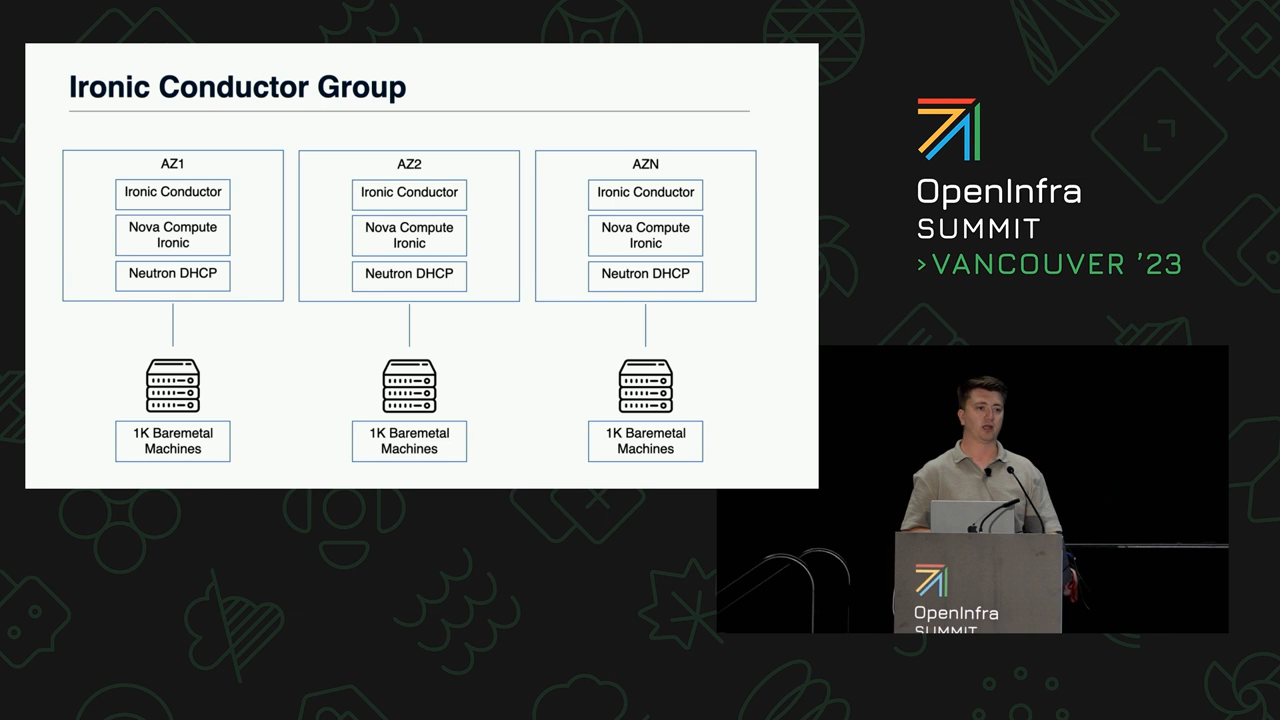 Ironic Conductor Group
AZ1
Ironic Conductor
Nova Compute
Ironic
Neutron DHCP
1K Baremetal
Machines
AZ2
Ironic Conductor
Nova Compute
Ironic
Neutron DHCP
1K Baremetal
Machines
AZN
Ironic Conductor
Nova Compute
Ironic
Neutron DHCP
1K Baremetal
Machines
OpenInfra
SUMMIT
>VANCOUVER '23
OpenInfra
SUMMIT